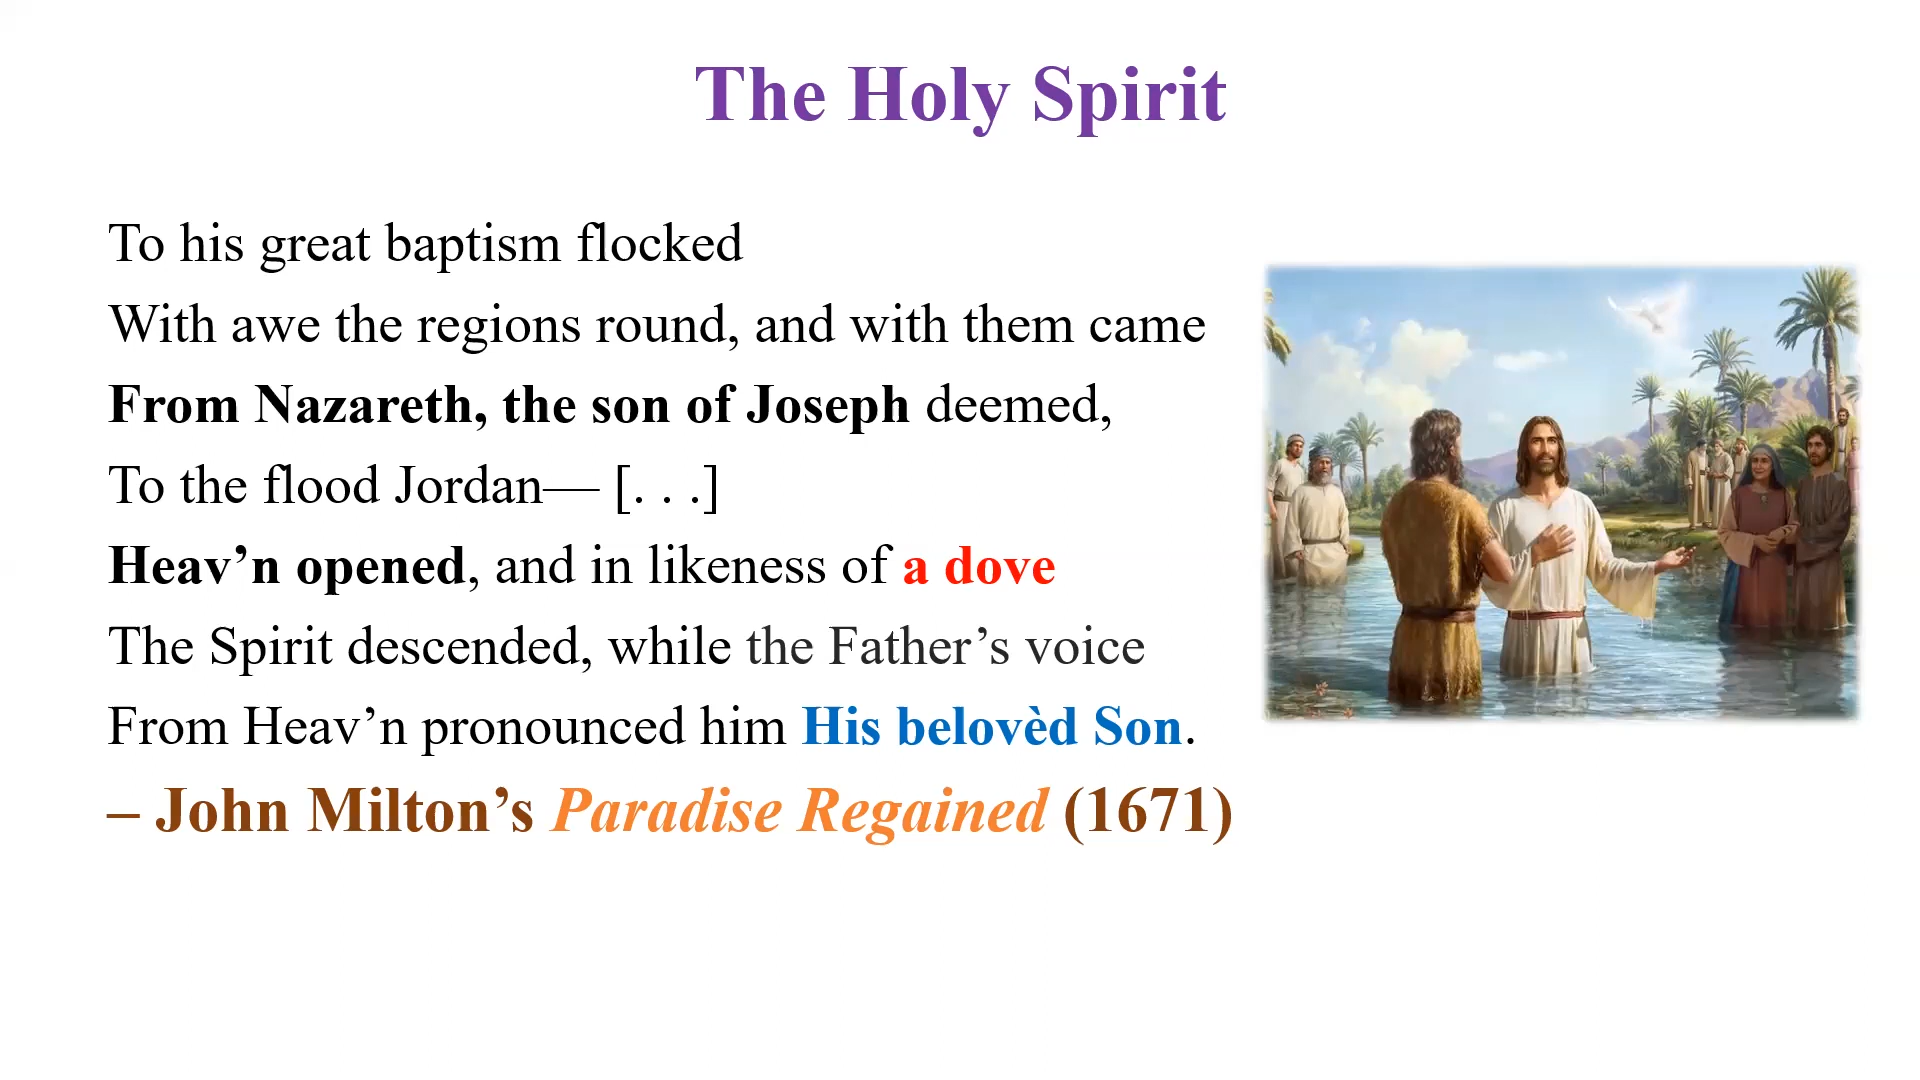 The Holy Spirit
To his great baptism flocked
With awe the regions round, and with them came
From Nazareth, the son of Joseph deemed,
To the flood Jordan— [. . .]
Heav’n opened, and in likeness of a dove
The Spirit descended, while the Father’s voice
From Heav’n pronounced him His belovèd Son.
– John Milton’s Paradise Regained (1671)